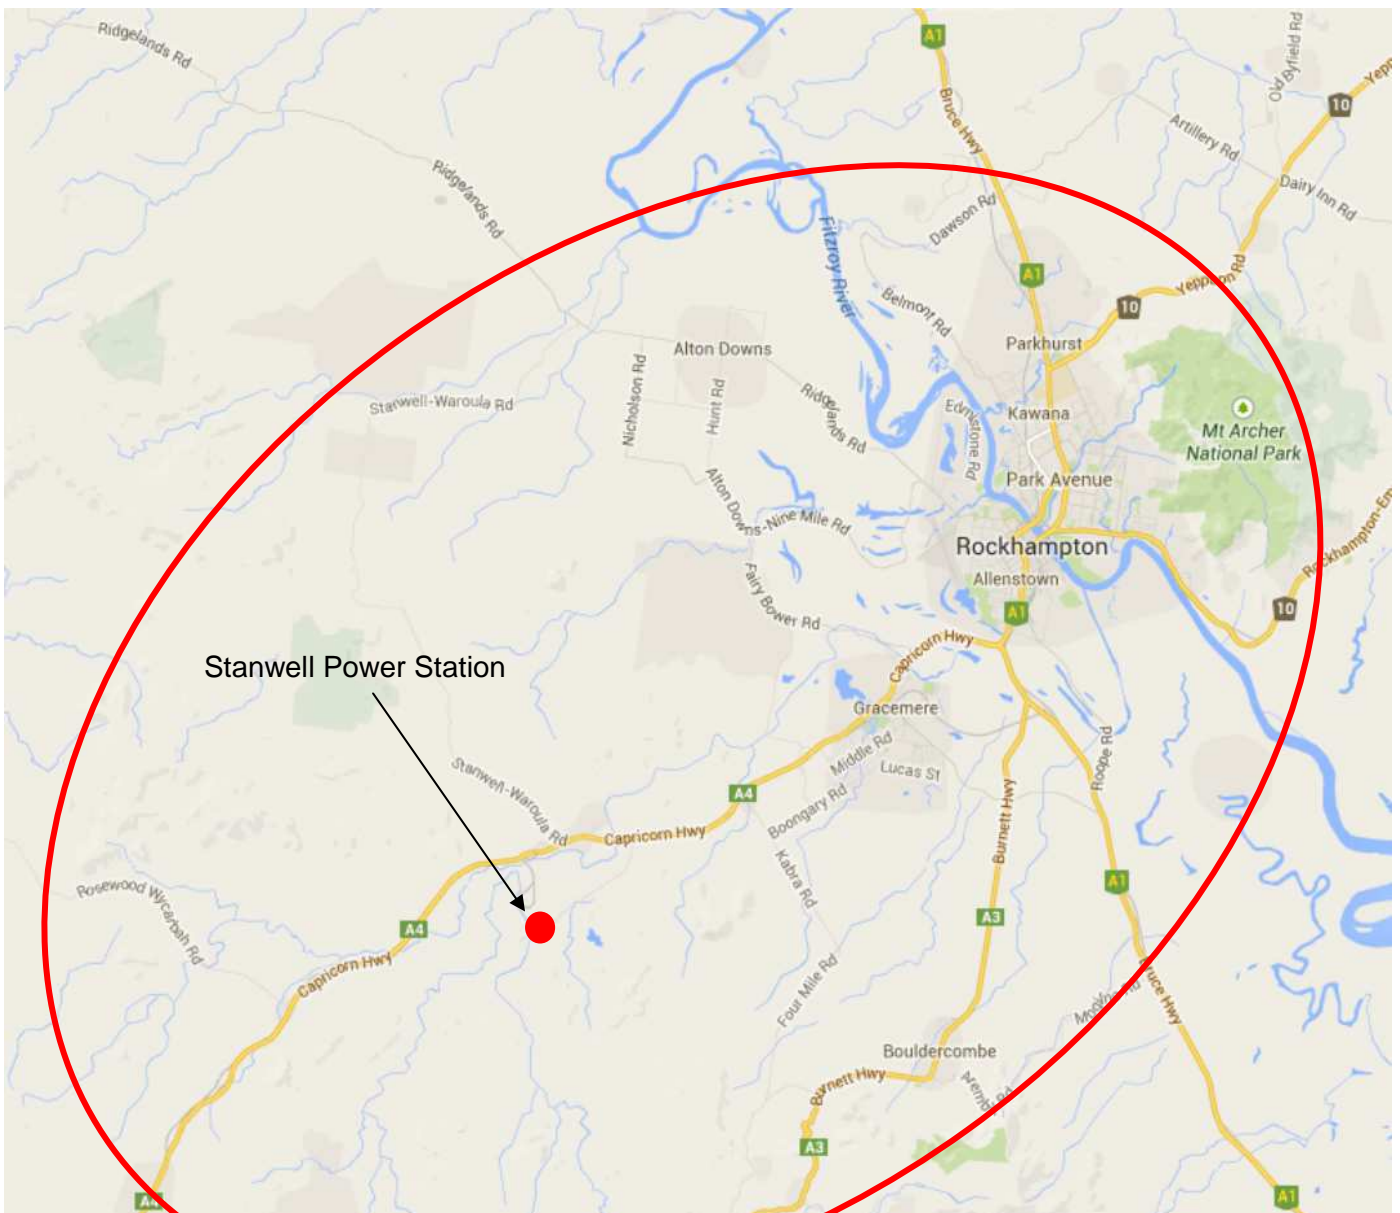 Ridgelands Rd
A1
Old Byfield Rd
Yepp
10
Bruce Hwy
Artillery Rd
Ridgelands Rd
Dairy Inn Rd
Dawson Rd
Fitzroy River
A1
Yeppoon Rd
Belmont Rd
10
Parkhurst
Alton Downs
Nicholson Rd
Hunt Rd
Stanwell-Waroula Rd
Ridgelands Rd
Edmistone Rd
Kawana
Mt Archer
National Park
Park Avenue
Alton Downs-Nine Mile Rd
Rockhampton
Rockhampton-Em
Allenstown
Fairy Bower Rd
A1
10
Capricorn Hwy
Stanwell Power Station
Gracemere
Middle Rd
Roope Rd
Lucas St
Stanwell-Waroula Rd
A4
Boongary Rd
Capricorn Hwy
Burnett Hwy
Kabra Rd
A1
Rosewood Wycarbah Rd
A4
A3
Capricorn Hwy
Four Mile Rd
Bruce Hwy
Bouldercombe
Burnett Hwy
A3
A4
A1